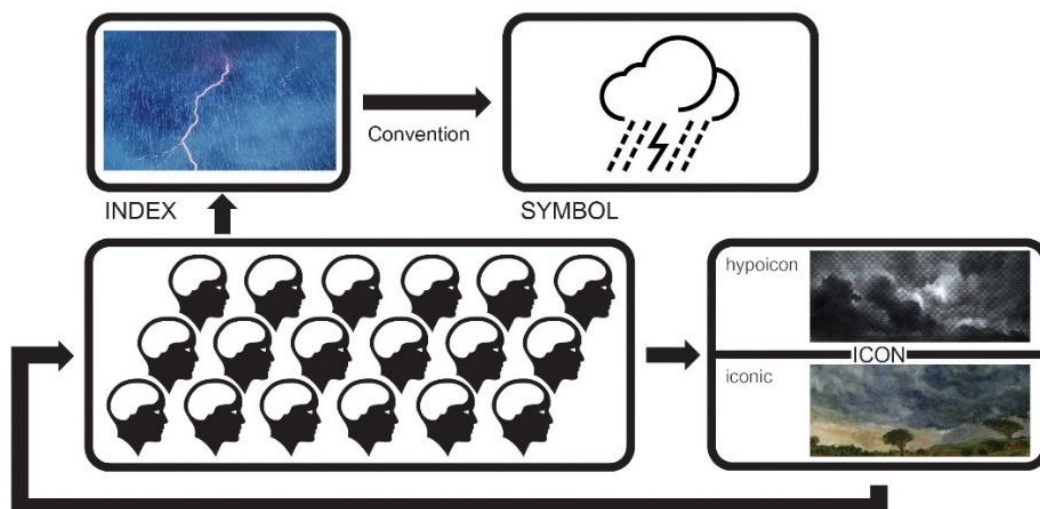 Convention
INDEX
SYMBOL
hypoicon
ICON
iconic